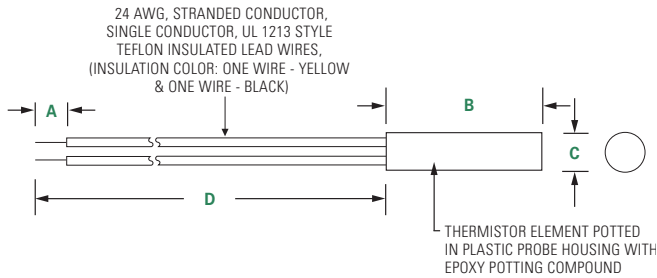 24 AWG, STRANDED CONDUCTOR,
SINGLE CONDUCTOR, UL 1213 STYLE
TEFLON INSULATED LEAD WIRES,
(INSULATION COLOR: ONE WIRE - YELLOW
& ONE WIRE - BLACK)
A
B
C
D
THERMISTOR ELEMENT POTTED
IN PLASTIC PROBE HOUSING WITH
EPOXY POTTING COMPOUND